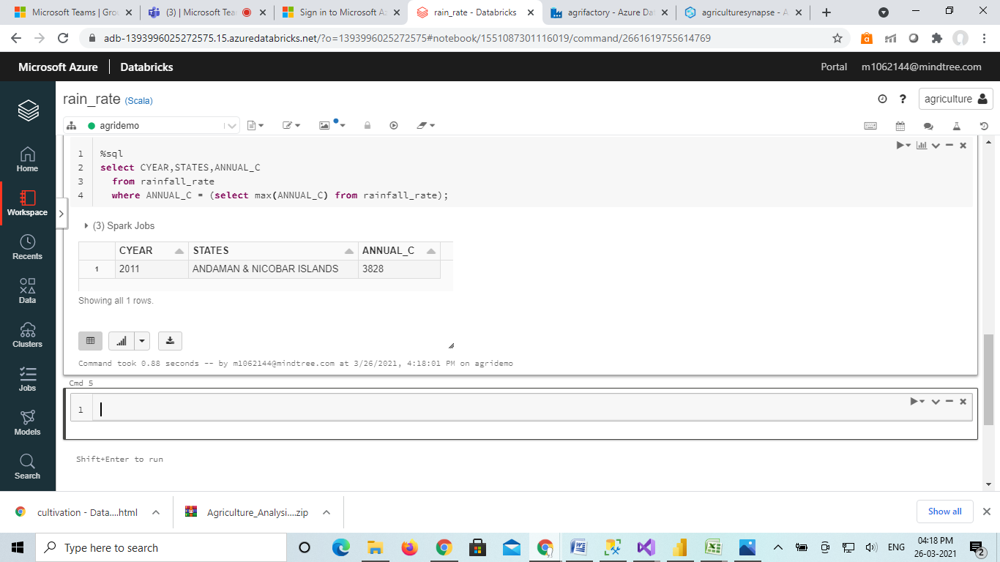 Microsoft Teams | Grou
(3) | Microsoft Tea
Sign in to Microsoft Az
rain_rate - Databricks
agrifactory - Azure Dat
agriculturesynapse - A
adb-1393996025272575.15.azuredatabricks.net/?o=1393996025272575#notebook/1551087301116019/command/2661619755614769
Microsoft Azure | Databricks
Portal
m1062144@mindtree.com
rain_rate (Scala)
agriculture
agridemo
1 %sql
2 select CYEAR,STATES,ANNUAL_C
3 from rainfall_rate
4 where ANNUAL_C = (select max(ANNUAL_C) from rainfall_rate);
(3) Spark Jobs
CYEAR STATES ANNUAL_C
1 2011 ANDAMAN & NICOBAR ISLANDS 3828
Showing all 1 rows.
Command took 0.88 seconds -- by m1062144@mindtree.com at 3/26/2021, 4:18:01 PM on agridemo
Cmd 5
1
Shift+Enter to run
Home
Workspace
Recents
Data
Clusters
Jobs
Models
Search
cultivation - Data....html
Agriculture_Analysi....zip
Show all
Type here to search
ENG
04:18 PM
26-03-2021
2